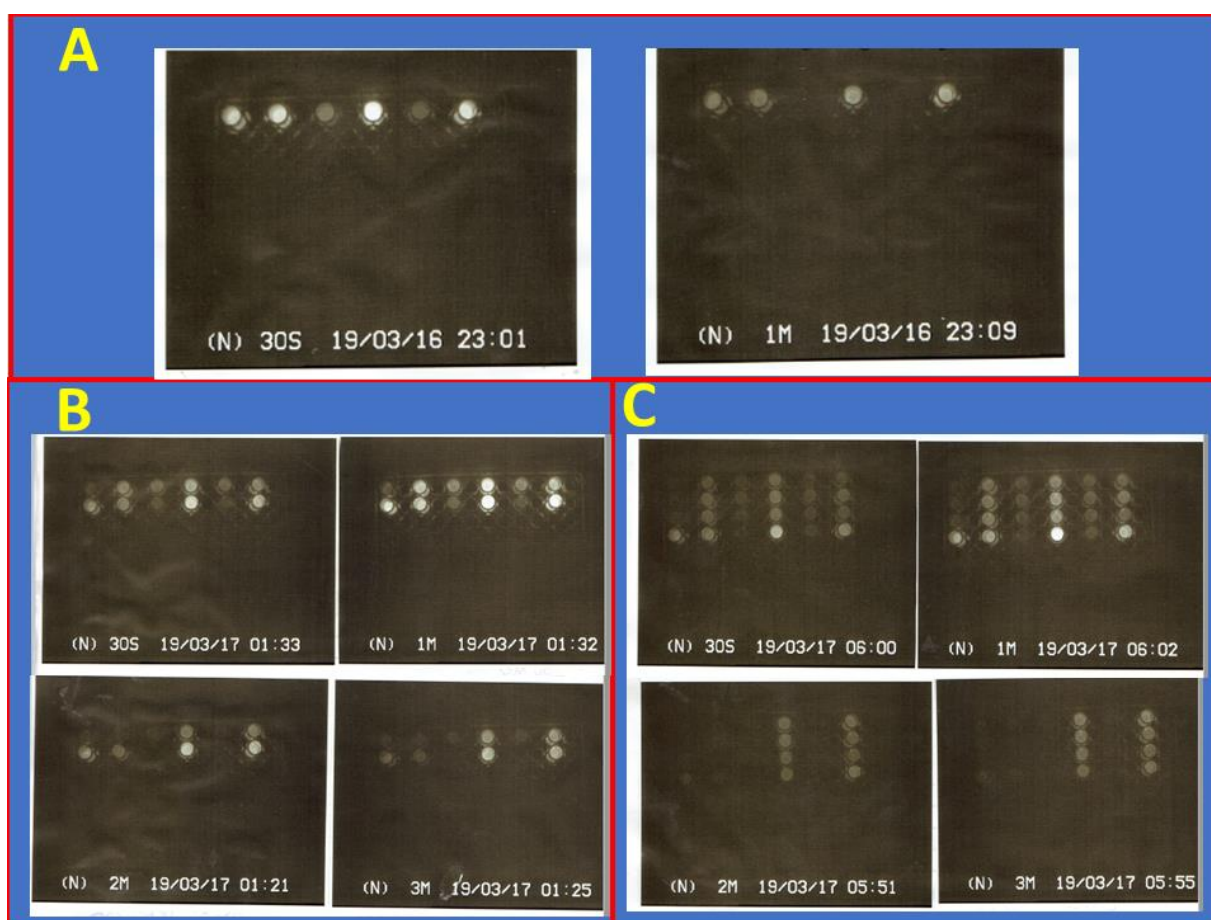 A
(N) 30S 19/03/16 23:01
(N) 1M 19/03/16 23:09
B
(N) 30S 19/03/17 01:33
(N) 1M 19/03/17 01:32
(N) 2M 19/03/17 01:21
(N) 3M 19/03/17 01:25
C
(N) 30S 19/03/17 06:00
(N) 1M 19/03/17 06:02
(N) 2M 19/03/17 05:51
(N) 3M 19/03/17 05:55